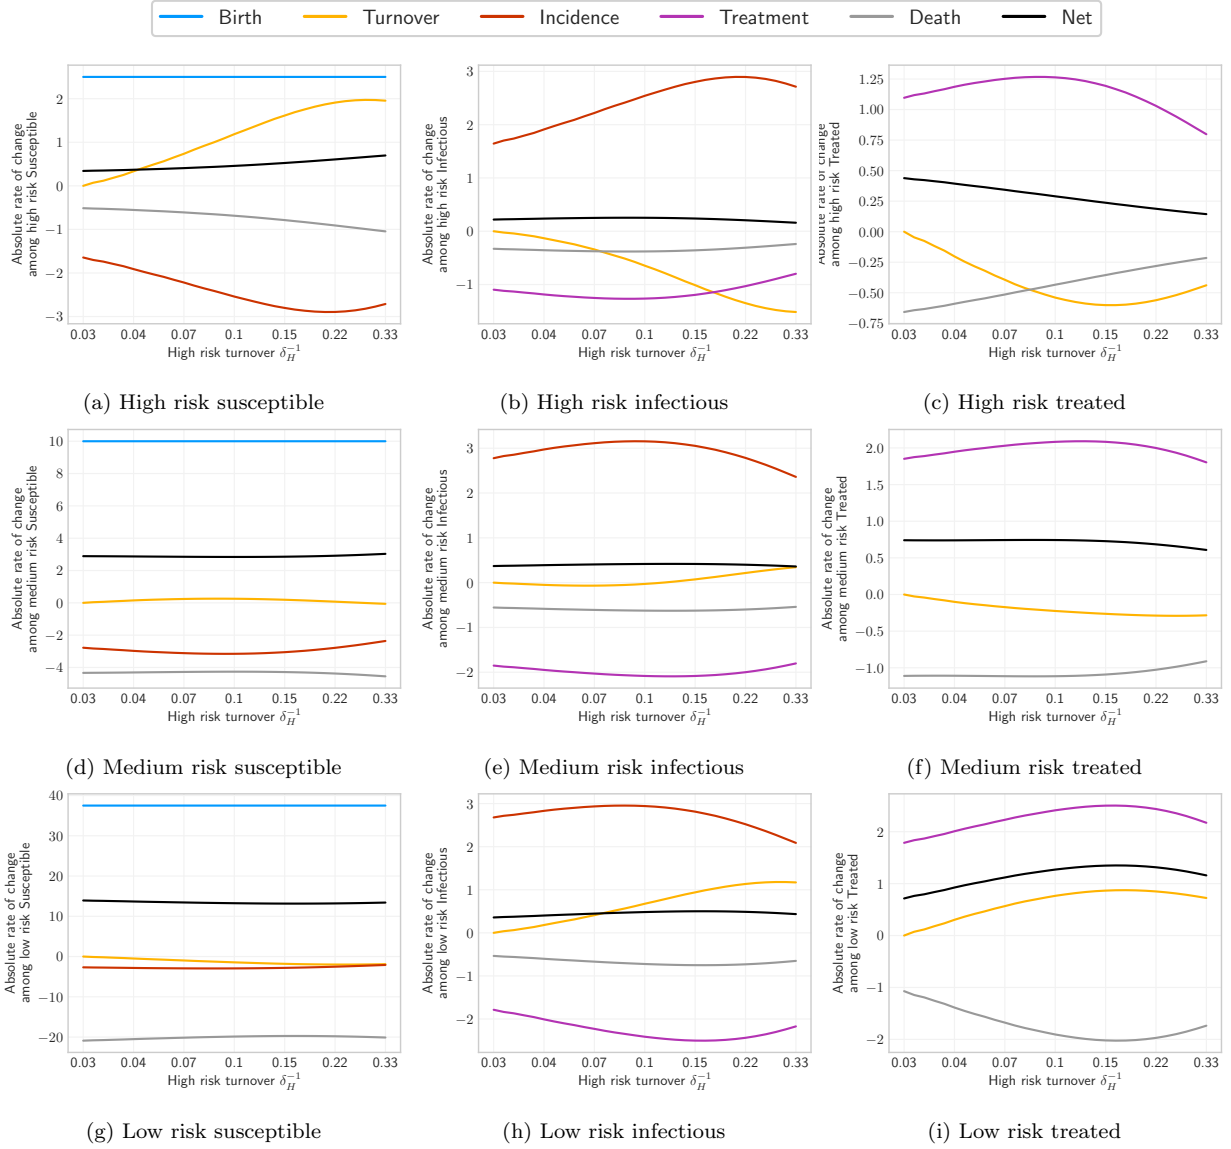 Birth Turnover Incidence Treatment Death Net
Absolute rate of change
among high risk Susceptible
2
1
0
−1
−2
−3
0.03 0.04 0.07 0.1 0.15 0.22 0.33
High risk turnover δ_H^{-1}
Absolute rate of change
among high risk Infectious
3
2
1
0
−1
0.03 0.04 0.07 0.1 0.15 0.22 0.33
High risk turnover δ_H^{-1}
Absolute rate of change
among high risk Treated
1.25
1.00
0.75
0.50
0.25
0.00
−0.25
−0.50
−0.75
0.03 0.04 0.07 0.1 0.15 0.22 0.33
High risk turnover δ_H^{-1}
(a) High risk susceptible
(b) High risk infectious
(c) High risk treated
Absolute rate of change
among medium risk Susceptible
10
8
6
4
2
0
−2
−4
0.03 0.04 0.07 0.1 0.15 0.22 0.33
High risk turnover δ_H^{-1}
Absolute rate of change
among medium risk Infectious
3
2
1
0
−1
−2
0.03 0.04 0.07 0.1 0.15 0.22 0.33
High risk turnover δ_H^{-1}
Absolute rate of change
among medium risk Treated
2.0
1.5
1.0
0.5
0.0
−0.5
−1.0
0.03 0.04 0.07 0.1 0.15 0.22 0.33
High risk turnover δ_H^{-1}
(d) Medium risk susceptible
(e) Medium risk infectious
(f) Medium risk treated
Absolute rate of change
among low risk Susceptible
40
30
20
10
0
−10
−20
0.03 0.04 0.07 0.1 0.15 0.22 0.33
High risk turnover δ_H^{-1}
Absolute rate of change
among low risk Infectious
3
2
1
0
−1
−2
0.03 0.04 0.07 0.1 0.15 0.22 0.33
High risk turnover δ_H^{-1}
Absolute rate of change
among low risk Treated
2
1
0
−1
−2
0.03 0.04 0.07 0.1 0.15 0.22 0.33
High risk turnover δ_H^{-1}
(g) Low risk susceptible
(h) Low risk infectious
(i) Low risk treated